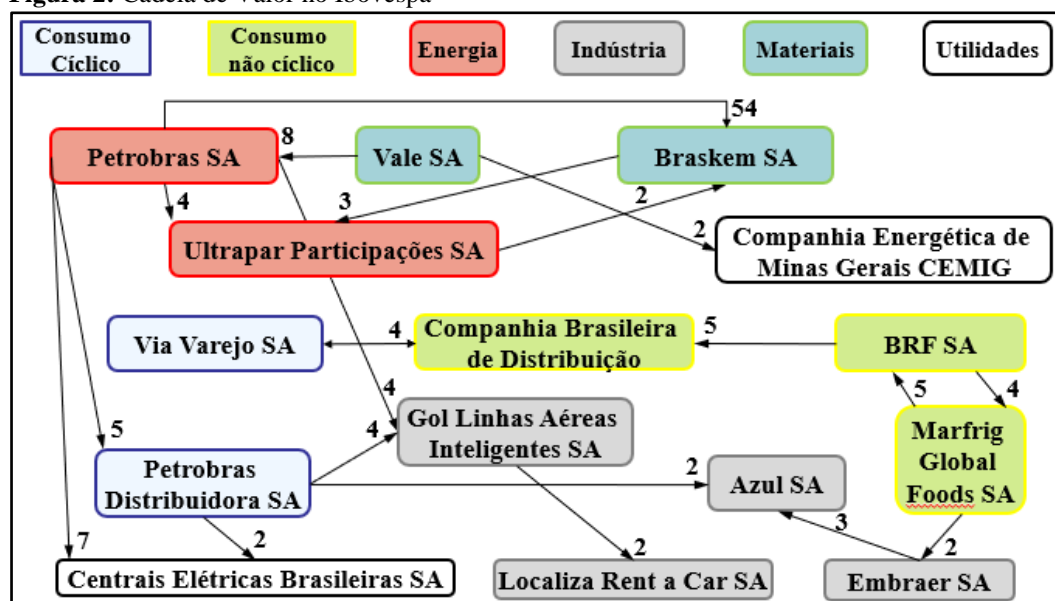 Figura 2: Cadeia de Valor no Ibovespa
Consumo
Cíclico
Consumo
não cíclico
Energia
Indústria
Materiais
Utilidades
54
8
Petrobras SA
Vale SA
Braskem SA
4
3
2
Ultrapar Participações SA
2
Companhia Energética de
Minas Gerais CEMIG
Via Varejo SA
4
Companhia Brasileira
de Distribuição
5
BRF SA
4
5
4
Gol Linhas Aéreas
Inteligentes SA
5
4
Marfrig
Global
Foods SA
Petrobras
Distribuidora SA
2
Azul SA
3
7
2
2
2
Centrais Elétricas Brasileiras SA
Localiza Rent a Car SA
Embraer SA